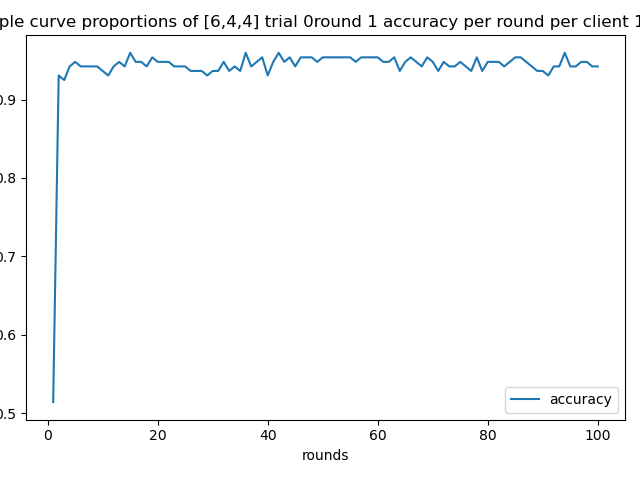 ple curve proportions of [6,4,4] trial 0round 1 accuracy per round per client 1
0.9
0.8
0.7
0.6
0.5
accuracy
0 20 40 60 80 100
rounds